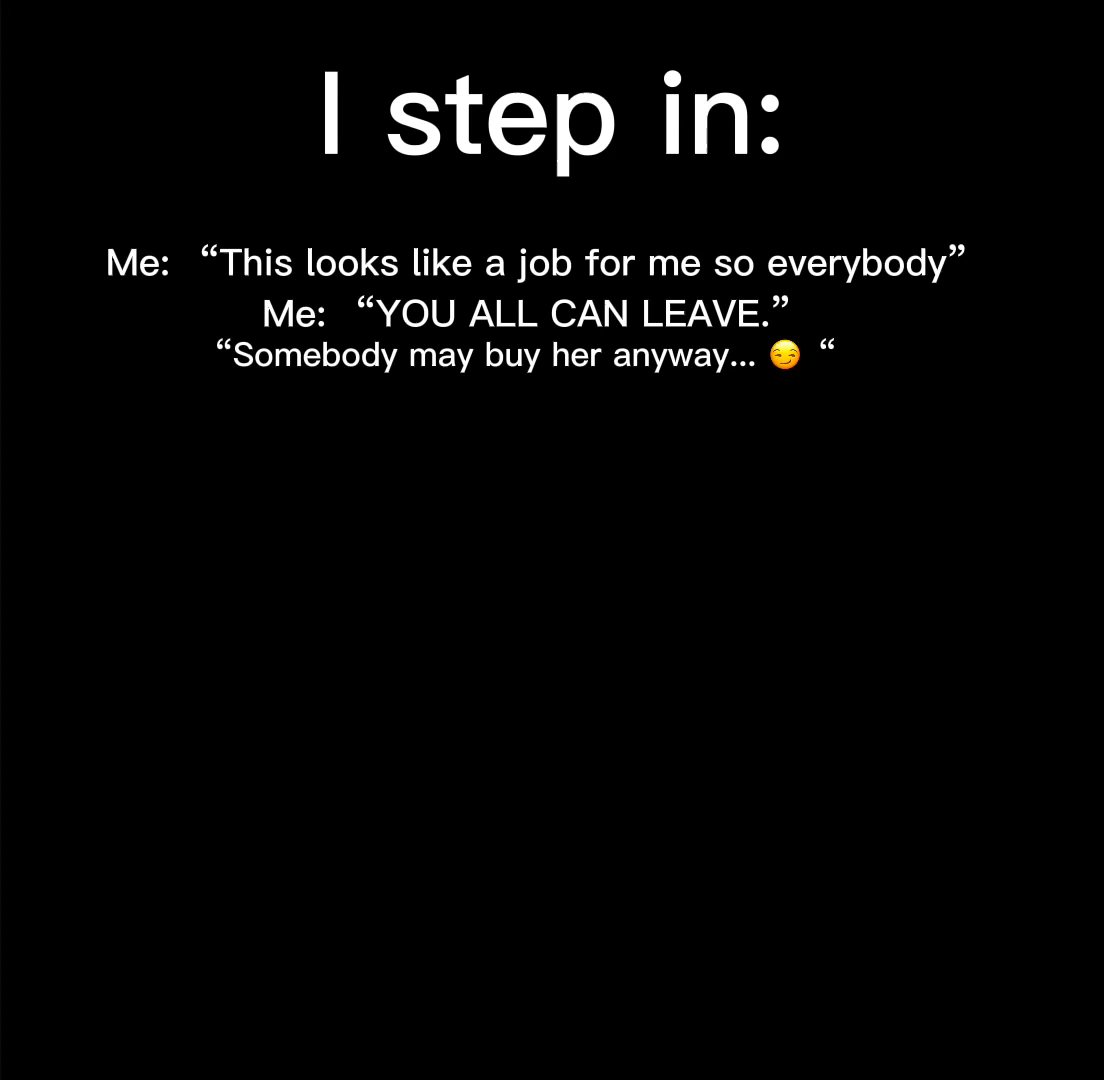 I step in:
Me: “This looks like a job for me so everybody”
Me: “YOU ALL CAN LEAVE.”
“Somebody may buy her anyway... 😏 “